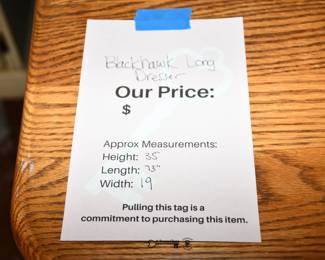 Blackhawk Long
Dresser
Our Price:
$
Approx Measurements:
Height: 35
Length: 73"
Width: 19
Pulling this tag is a
commitment to purchasing this item.